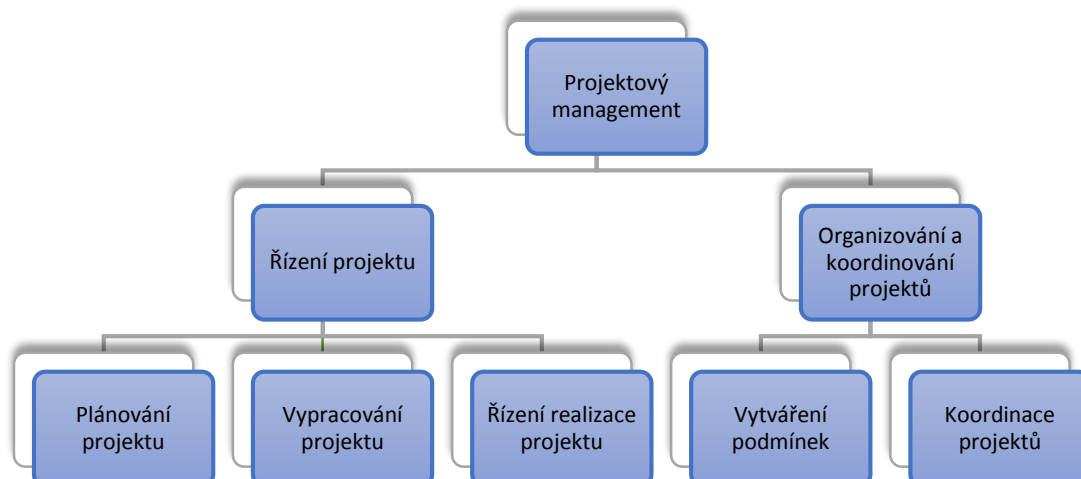 Projektový
management
Řízení projektu
Organizování a
koordinování
projektů
Plánování
projektu
Vypracování
projektu
Řízení realizace
projektu
Vytváření
podmínek
Koordinace
projektů